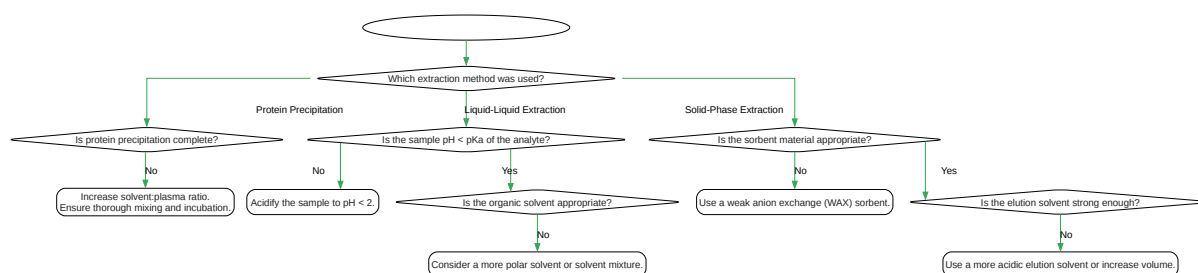 Which extraction method was used?
Protein Precipitation
Liquid-Liquid Extraction
Solid-Phase Extraction
Is protein precipitation complete?
Is the sample pH < pKa of the analyte?
Is the sorbent material appropriate?
No
No
Yes
No
Yes
Increase solvent:plasma ratio.
Ensure thorough mixing and incubation.
Acidify the sample to pH < 2.
Is the organic solvent appropriate?
Use a weak anion exchange (WAX) sorbent.
Is the elution solvent strong enough?
No
No
Consider a more polar solvent or solvent mixture.
Use a more acidic elution solvent or increase volume.